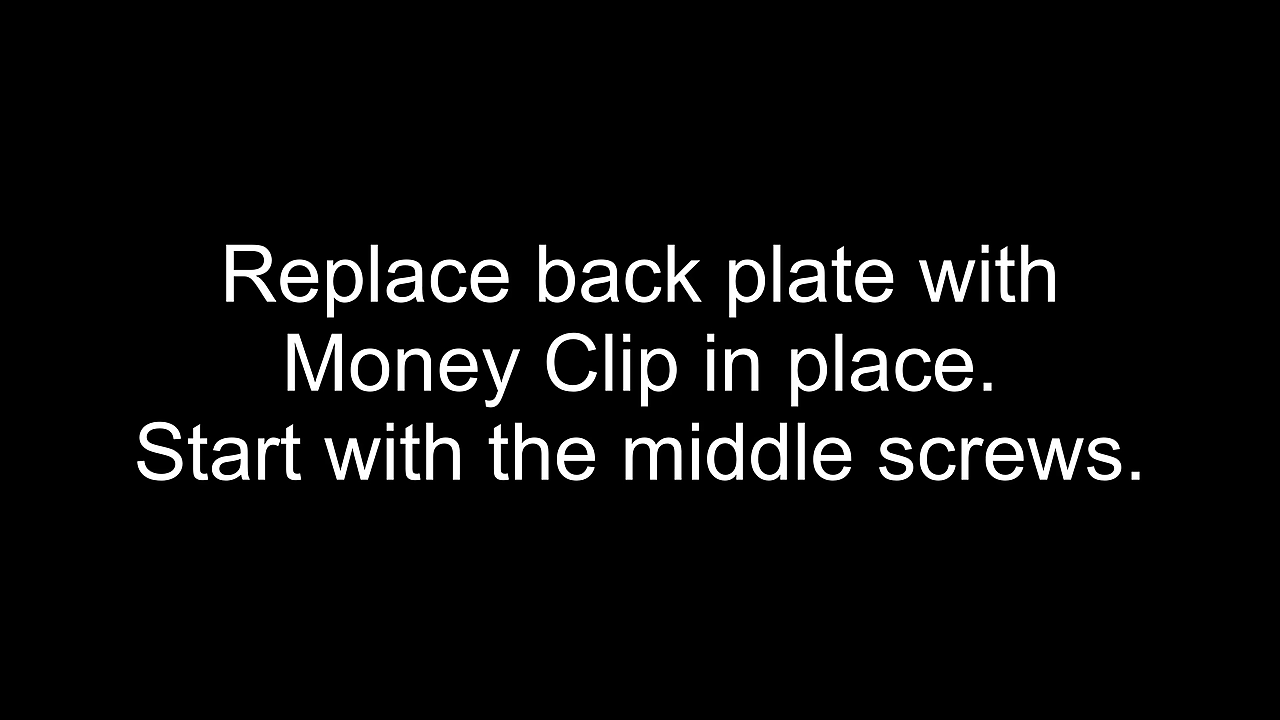 Replace back plate with
Money Clip in place.
Start with the middle screws.